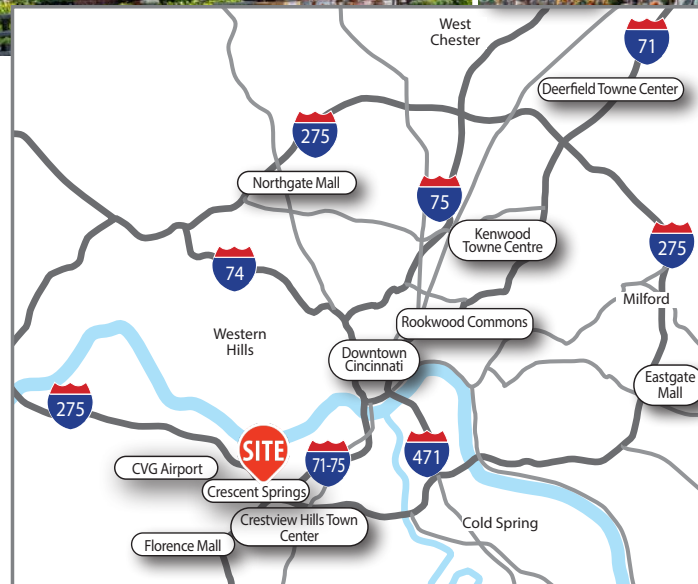 West
Chester
71
Deerfield Towne Center
275
Northgate Mall
75
Kenwood
Towne Centre
275
74
Milford
Rookwood Commons
Western
Hills
Downtown
Cincinnati
Eastgate
Mall
275
SITE
71-75
471
CVG Airport
Crescent Springs
Crestview Hills Town
Center
Cold Spring
Florence Mall